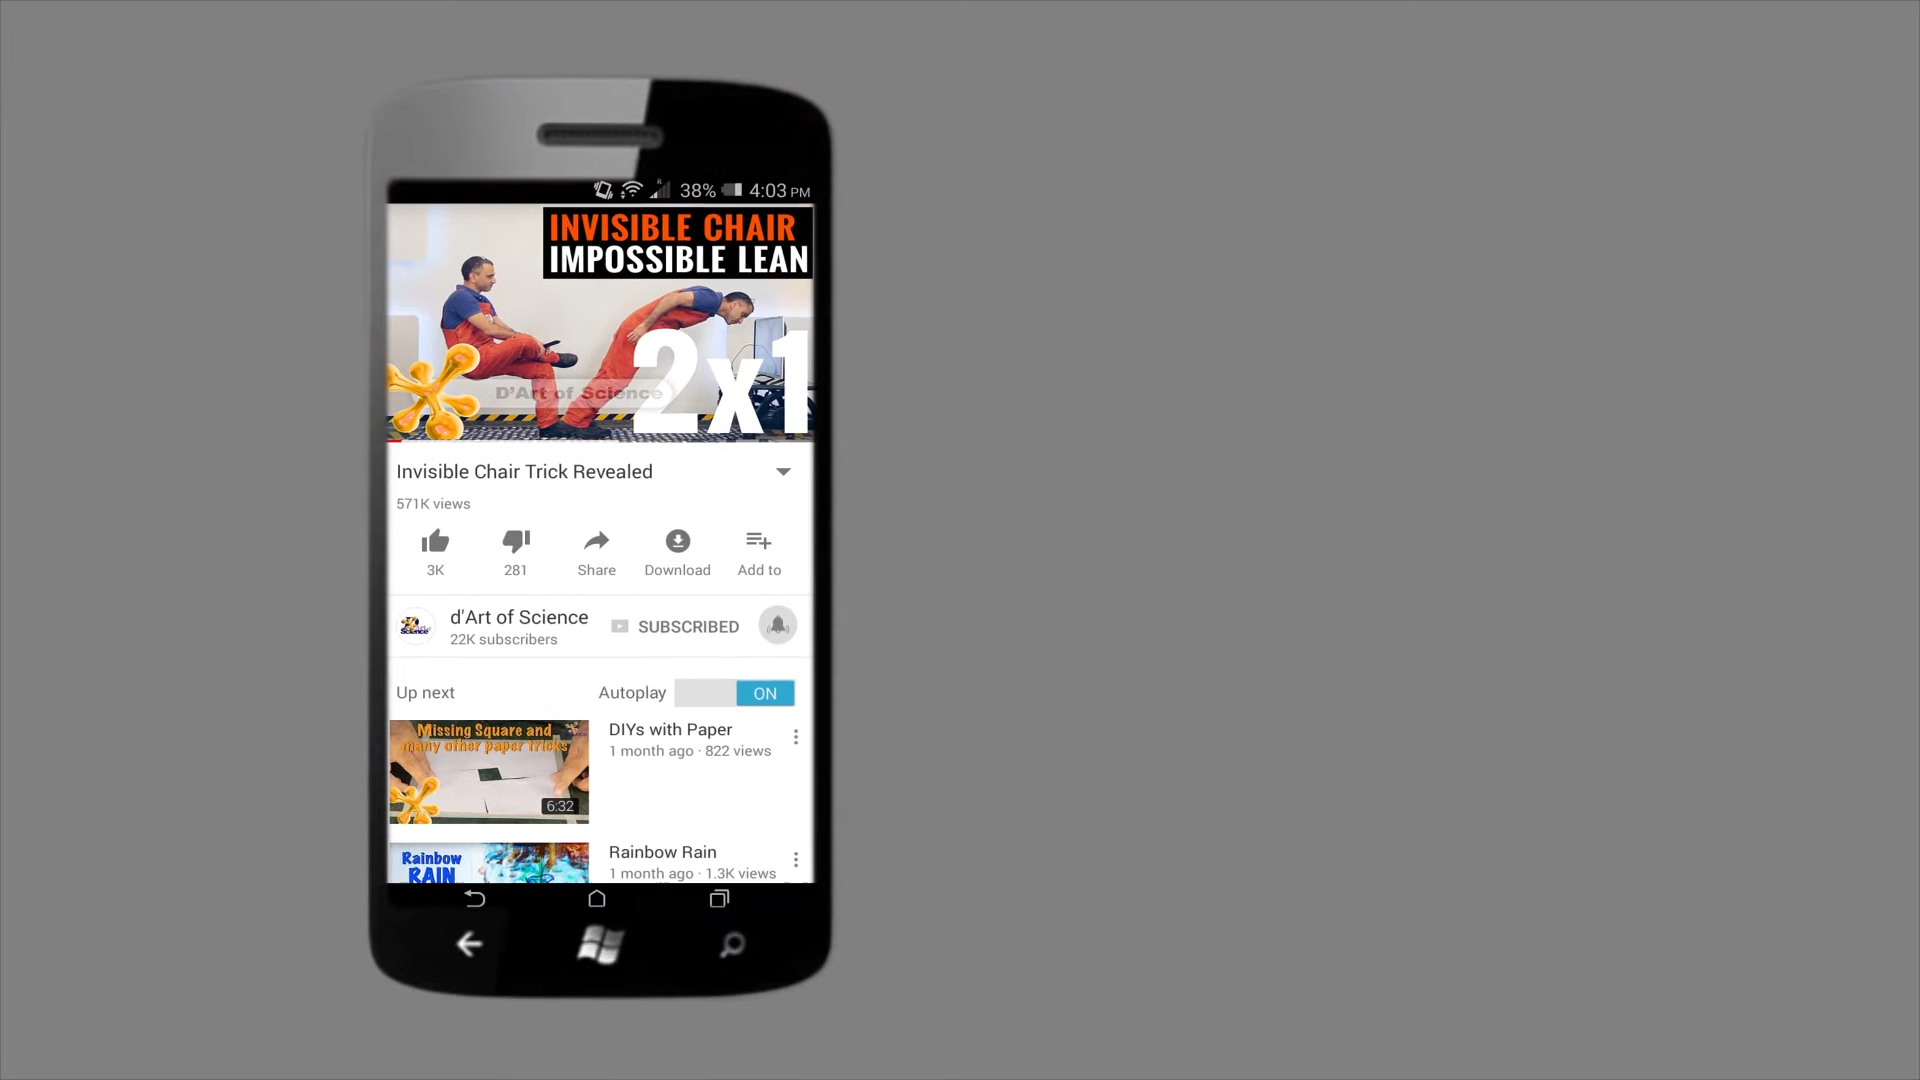 38% 4:03 PM
INVISIBLE CHAIR
IMPOSSIBLE LEAN
2x1
D'Art of Science
Invisible Chair Trick Revealed
571K views
3K 281 Share Download Add to
d'Art of Science
22K subscribers
SUBSCRIBED
Up next Autoplay ON
Missing Square and
many other paper tricks
6:32
DIYs with Paper
1 month ago · 822 views
Rainbow
RAIN
Rainbow Rain
1 month ago · 1.3K views